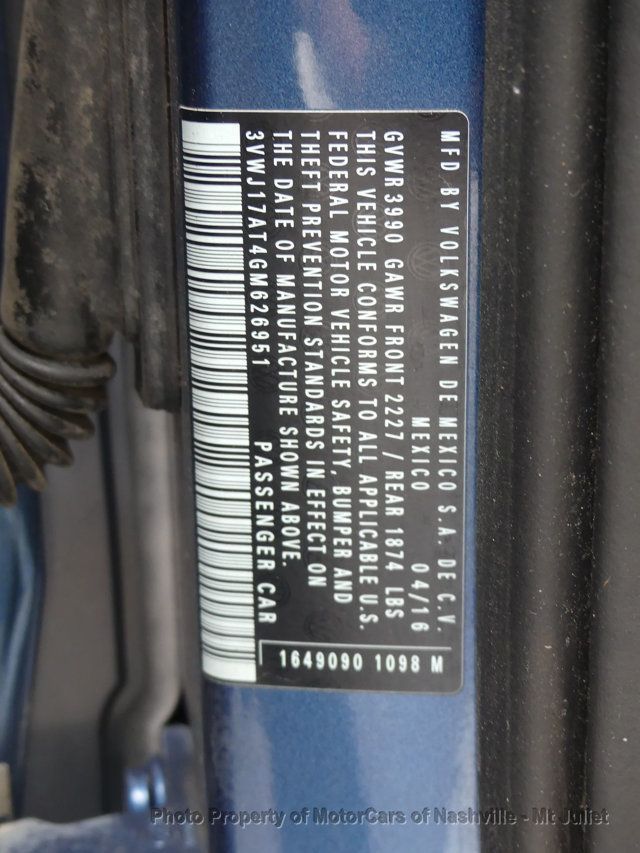 MFD BY VOLKSWAGEN DE MEXICO S.A. DE C.V.
MEXICO 04/16
GVWR 3990 GAWR FRONT 2227 / REAR 1874 LBS
THIS VEHICLE CONFORMS TO ALL APPLICABLE U.S.
FEDERAL MOTOR VEHICLE SAFETY, BUMPER AND
THEFT PREVENTION STANDARDS IN EFFECT ON
THE DATE OF MANUFACTURE SHOWN ABOVE.
3VWJ17AT4GM626951 PASSENGER CAR
1649090 1098 M
Photo Property of MotorCars of Nashville - Mt Juliet